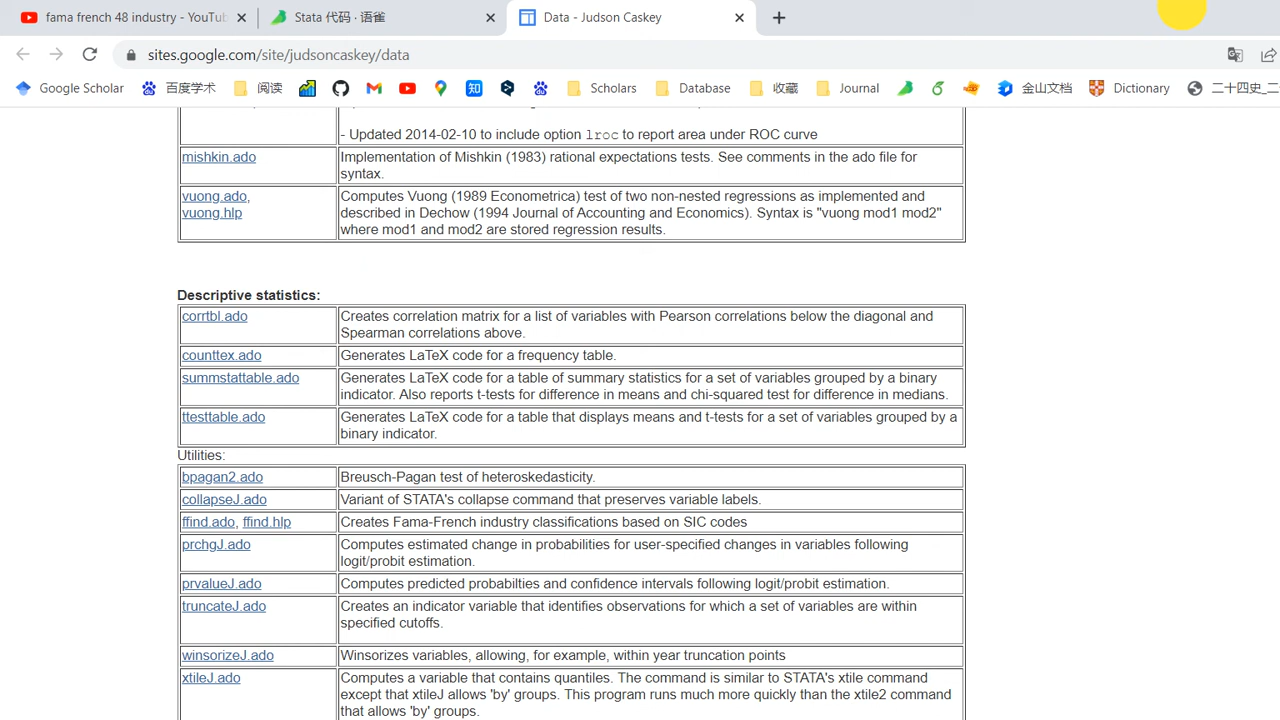 fama french 48 industry - YouTu
Stata 代码 · 语雀
Data - Judson Caskey
sites.google.com/site/judsoncaskey/data
Google Scholar
百度学术
阅读
知
Scholars
Database
收藏
Journal
金山文档
Dictionary
二十四史_二
- Updated 2014-02-10 to include option lroc to report area under ROC curve
mishkin.ado
Implementation of Mishkin (1983) rational expectations tests. See comments in the ado file for
syntax.
vuong.ado,
vuong.hlp
Computes Vuong (1989 Econometrica) test of two non-nested regressions as implemented and
described in Dechow (1994 Journal of Accounting and Economics). Syntax is "vuong mod1 mod2"
where mod1 and mod2 are stored regression results.
Descriptive statistics:
corrtbl.ado
Creates correlation matrix for a list of variables with Pearson correlations below the diagonal and
Spearman correlations above.
counttex.ado
Generates LaTeX code for a frequency table.
summstattable.ado
Generates LaTeX code for a table of summary statistics for a set of variables grouped by a binary
indicator. Also reports t-tests for difference in means and chi-squared test for difference in medians.
ttesttable.ado
Generates LaTeX code for a table that displays means and t-tests for a set of variables grouped by a
binary indicator.
Utilities:
bpagan2.ado
Breusch-Pagan test of heteroskedasticity.
collapseJ.ado
Variant of STATA's collapse command that preserves variable labels.
ffind.ado, ffind.hlp
Creates Fama-French industry classifications based on SIC codes
prchgJ.ado
Computes estimated change in probabilities for user-specified changes in variables following
logit/probit estimation.
prvalueJ.ado
Computes predicted probabilties and confidence intervals following logit/probit estimation.
truncateJ.ado
Creates an indicator variable that identifies observations for which a set of variables are within
specified cutoffs.
winsorizeJ.ado
Winsorizes variables, allowing, for example, within year truncation points
xtileJ.ado
Computes a variable that contains quantiles. The command is similar to STATA's xtile command
except that xtileJ allows 'by' groups. This program runs much more quickly than the xtile2 command
that allows 'by' groups.